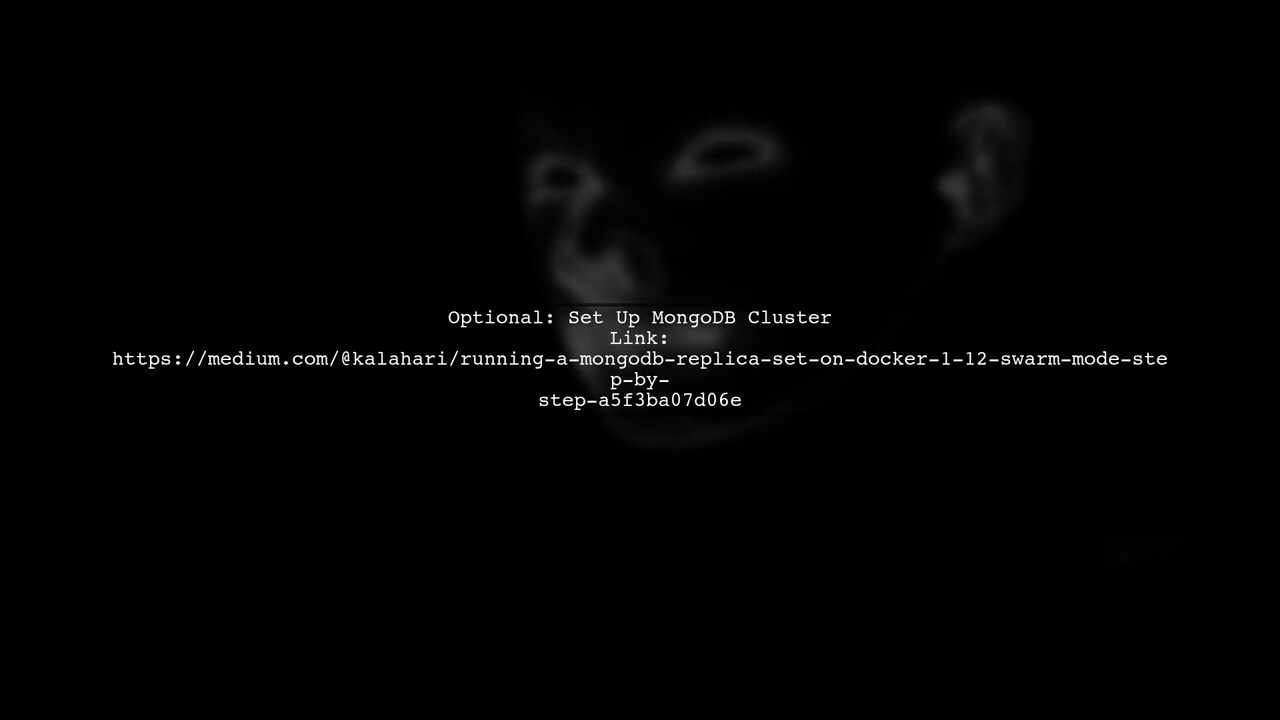 Optional: Set Up MongoDB Cluster
Link:
https://medium.com/@kalahari/running-a-mongodb-replica-set-on-docker-1-12-swarm-mode-ste
p-by-
step-a5f3ba07d06e